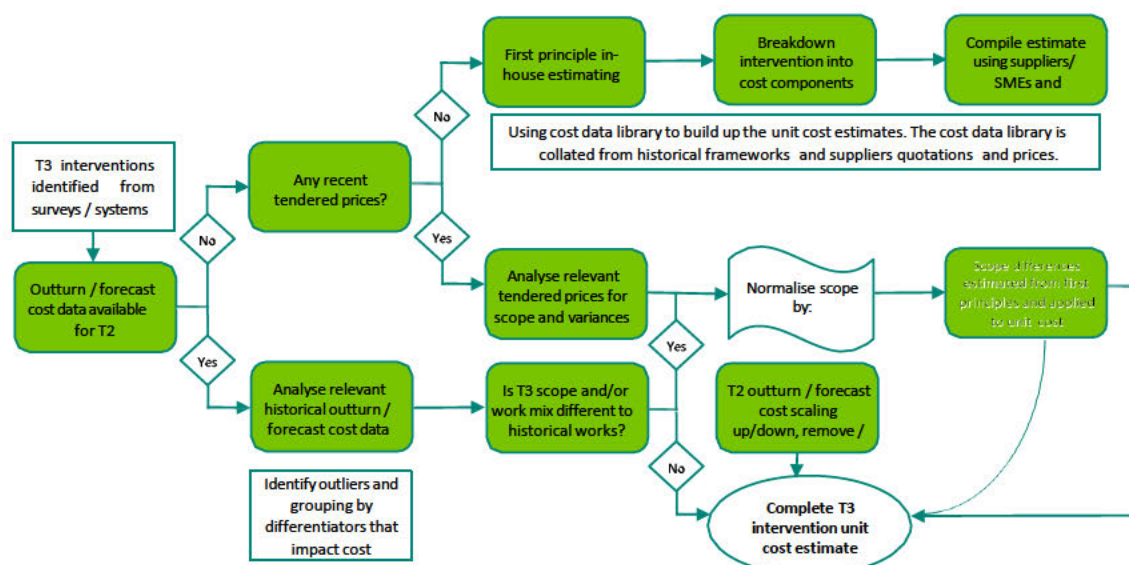 First principle in-
house estimating
Breakdown
intervention into
cost components
Compile estimate
using suppliers/
SMEs and
No
Using cost data library to build up the unit cost estimates. The cost data library is
collated from historical frameworks and suppliers quotations and prices.
T3 interventions
identified from
surveys / systems
Any recent
tendered prices?
No
Yes
Outturn / forecast
cost data available
for T2
Analyse relevant
tendered prices for
scope and variances
Normalise scope
by:
Scope differences
estimated from first
principles and applied
to unit cost
Yes
Yes
Analyse relevant
historical outturn /
forecast cost data
Is T3 scope and/or
work mix different to
historical works?
T2 outturn / forecast
cost scaling
up/down, remove /
No
Identify outliers and
grouping by
differentiators that
impact cost
Complete T3
intervention unit
cost estimate